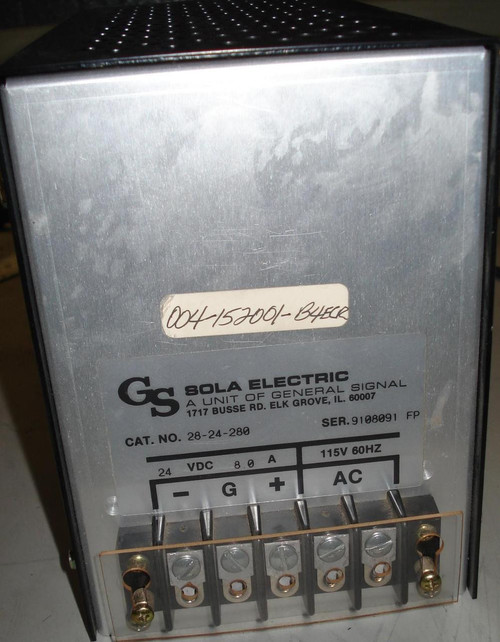 004-152001-B4ECR
GS SOLA ELECTRIC
A UNIT OF GENERAL SIGNAL
1717 BUSSE RD. ELK GROVE, IL. 60007
CAT. NO. 28-24-280 SER. 9108091 FP
24 VDC 8 0 A 115V 60HZ
− G + AC